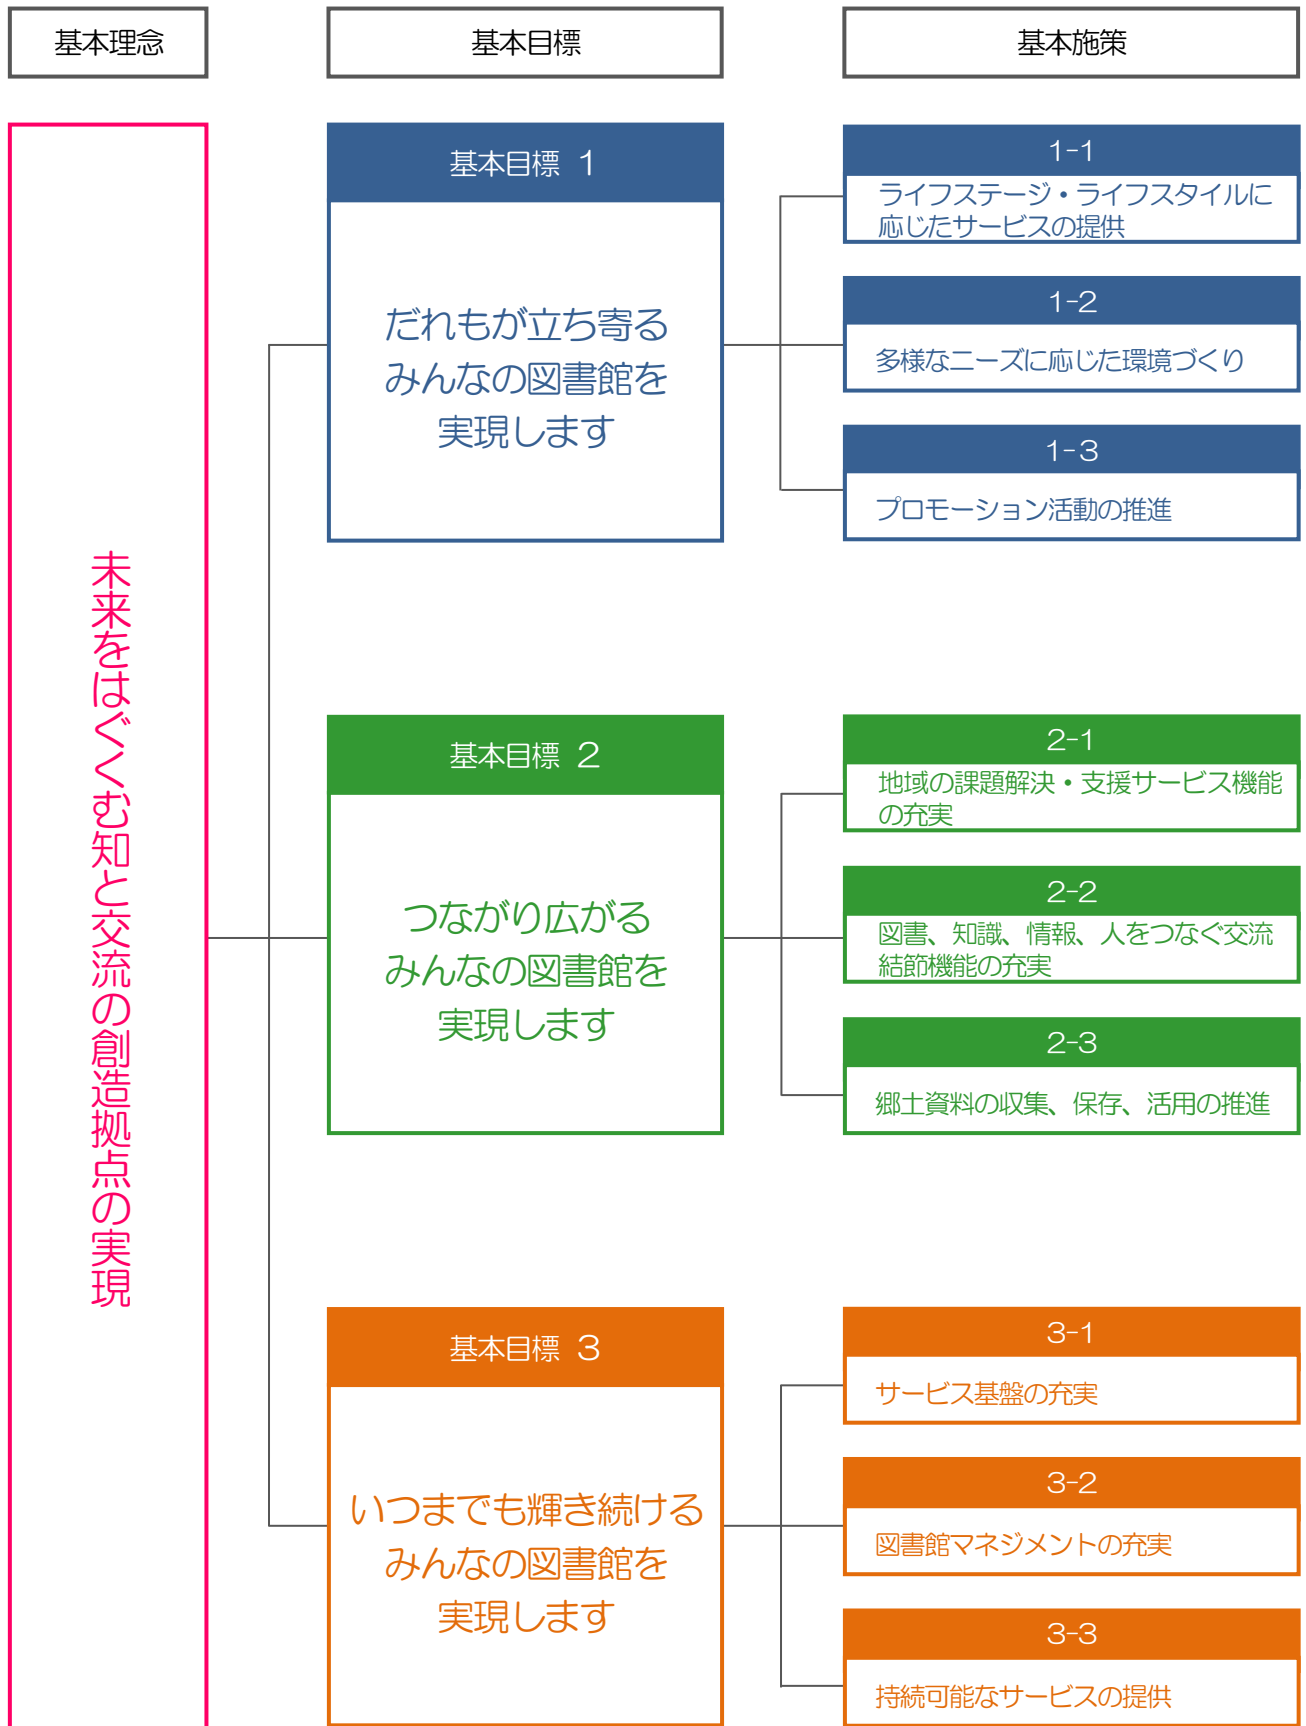 基本理念
基本目標
基本施策
未来をはぐくむ知と交流の創造拠点の実現
基本目標 1
だれもが立ち寄る
みんなの図書館を
実現します
1-1
ライフステージ・ライフスタイルに
応じたサービスの提供
1-2
多様なニーズに応じた環境づくり
1-3
プロモーション活動の推進
基本目標 2
つながり広がる
みんなの図書館を
実現します
2-1
地域の課題解決・支援サービス機能
の充実
2-2
図書、知識、情報、人をつなぐ交流
結節機能の充実
2-3
郷土資料の収集、保存、活用の推進
基本目標 3
いつまでも輝き続ける
みんなの図書館を
実現します
3-1
サービス基盤の充実
3-2
図書館マネジメントの充実
3-3
持続可能なサービスの提供